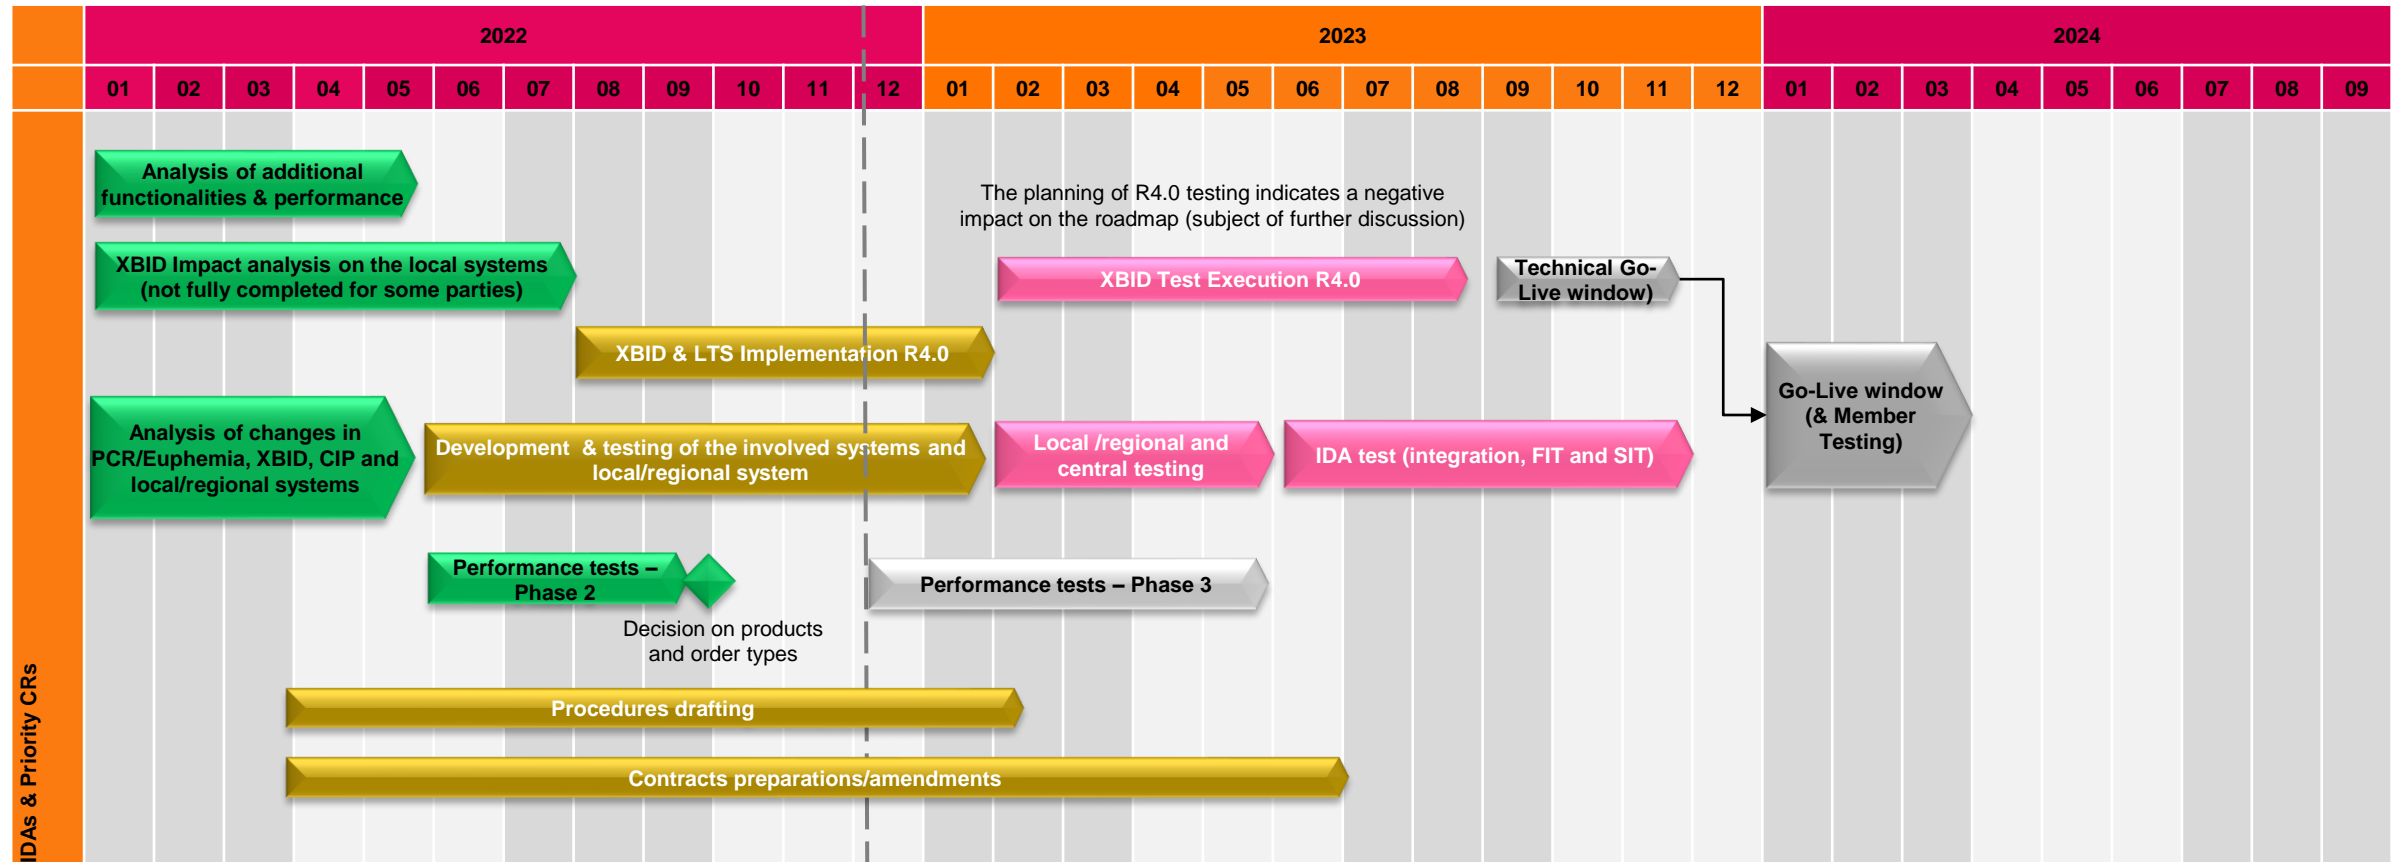 2022
2023
2024
01 02 03 04 05 06 07 08 09 10 11 12 01 02 03 04 05 06 07 08 09 10 11 12 01 02 03 04 05 06 07 08 09
Analysis of additional
functionalities & performance
The planning of R4.0 testing indicates a negative
impact on the roadmap (subject of further discussion)
XBID Impact analysis on the local systems
(not fully completed for some parties)
XBID Test Execution R4.0
Technical Go-
Live window)
XBID & LTS Implementation R4.0
Go-Live window
(& Member
Testing)
Analysis of changes in
PCR/Euphemia, XBID, CIP and
local/regional systems
Development & testing of the involved systems and
local/regional system
Local /regional and
central testing
IDA test (integration, FIT and SIT)
Performance tests –
Phase 2
Performance tests – Phase 3
Decision on products
and order types
Procedures drafting
Contracts preparations/amendments
IDAs & Priority CRs